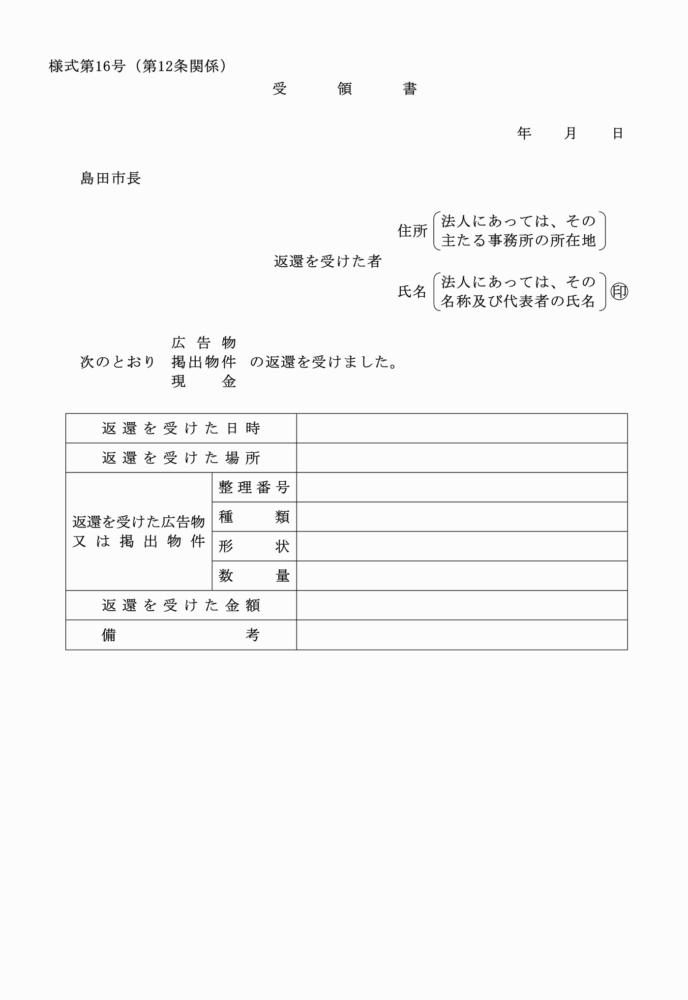 様式第16号（第12条関係）
受領書
年　月　日
島田市長
返還を受けた者
住所
法人にあっては、その
主たる事務所の所在地
氏名
法人にあっては、その
名称及び代表者の氏名
㊞
次のとおり
広告物
掲出物件
現金
の返還を受けました。
返還を受けた日時
返還を受けた場所
返還を受けた広告物
又は掲出物件
整理番号
種類
形状
数量
返還を受けた金額
備考